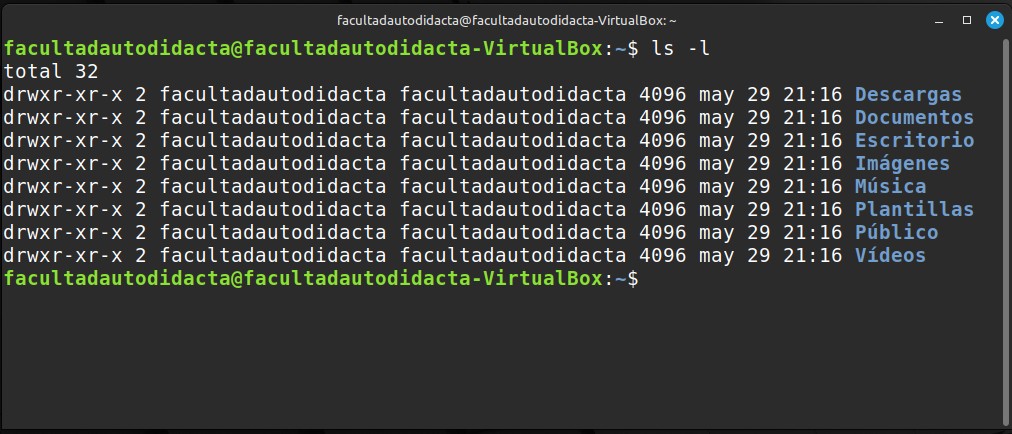 facultadautodidacta@facultadautodidacta-VirtualBox: ~
facultadautodidacta@facultadautodidacta-VirtualBox:~$ ls -l
total 32
drwxr-xr-x 2 facultadautodidacta facultadautodidacta 4096 may 29 21:16 Descargas
drwxr-xr-x 2 facultadautodidacta facultadautodidacta 4096 may 29 21:16 Documentos
drwxr-xr-x 2 facultadautodidacta facultadautodidacta 4096 may 29 21:16 Escritorio
drwxr-xr-x 2 facultadautodidacta facultadautodidacta 4096 may 29 21:16 Imágenes
drwxr-xr-x 2 facultadautodidacta facultadautodidacta 4096 may 29 21:16 Música
drwxr-xr-x 2 facultadautodidacta facultadautodidacta 4096 may 29 21:16 Plantillas
drwxr-xr-x 2 facultadautodidacta facultadautodidacta 4096 may 29 21:16 Público
drwxr-xr-x 2 facultadautodidacta facultadautodidacta 4096 may 29 21:16 Vídeos
facultadautodidacta@facultadautodidacta-VirtualBox:~$